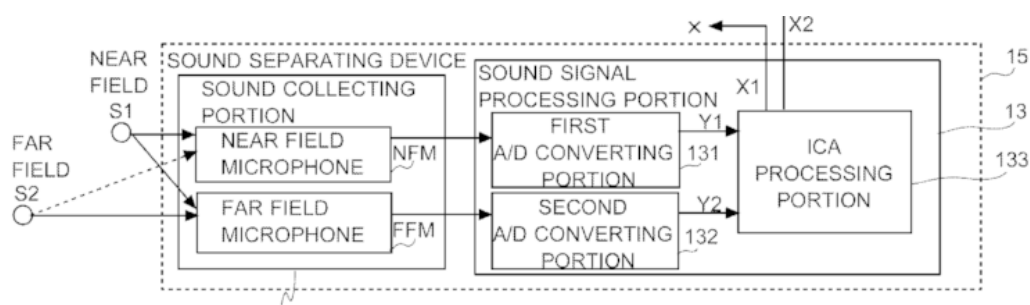 x
X2
NEAR
FIELD
S1
FAR
FIELD
S2
SOUND SEPARATING DEVICE
SOUND COLLECTING
PORTION
NEAR FIELD
MICROPHONE
NFM
FAR FIELD
MICROPHONE
FFM
SOUND SIGNAL
PROCESSING PORTION
X1
FIRST
A/D CONVERTING
PORTION
131
Y1
SECOND
A/D CONVERTING
PORTION
132
Y2
ICA
PROCESSING
PORTION
15
13
133